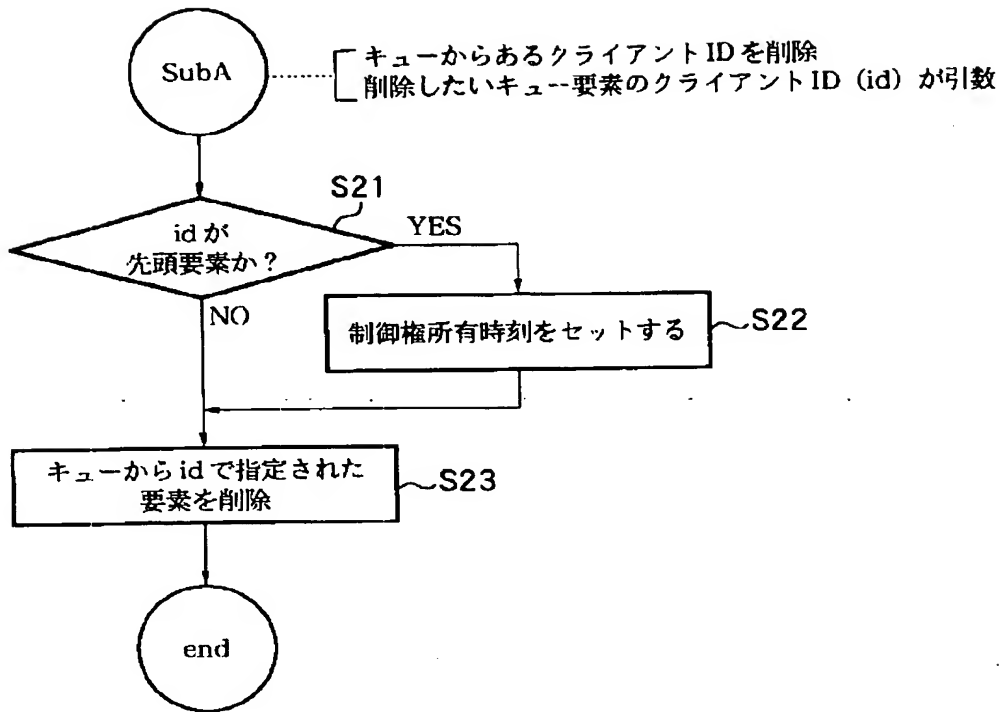 SubA
キューからあるクライアントIDを削除
削除したいキュー要素のクライアントID (id) が引数
S21
idが
先頭要素か?
YES
NO
制御権所有時刻をセットする
S22
キューからidで指定された
要素を削除
S23
end